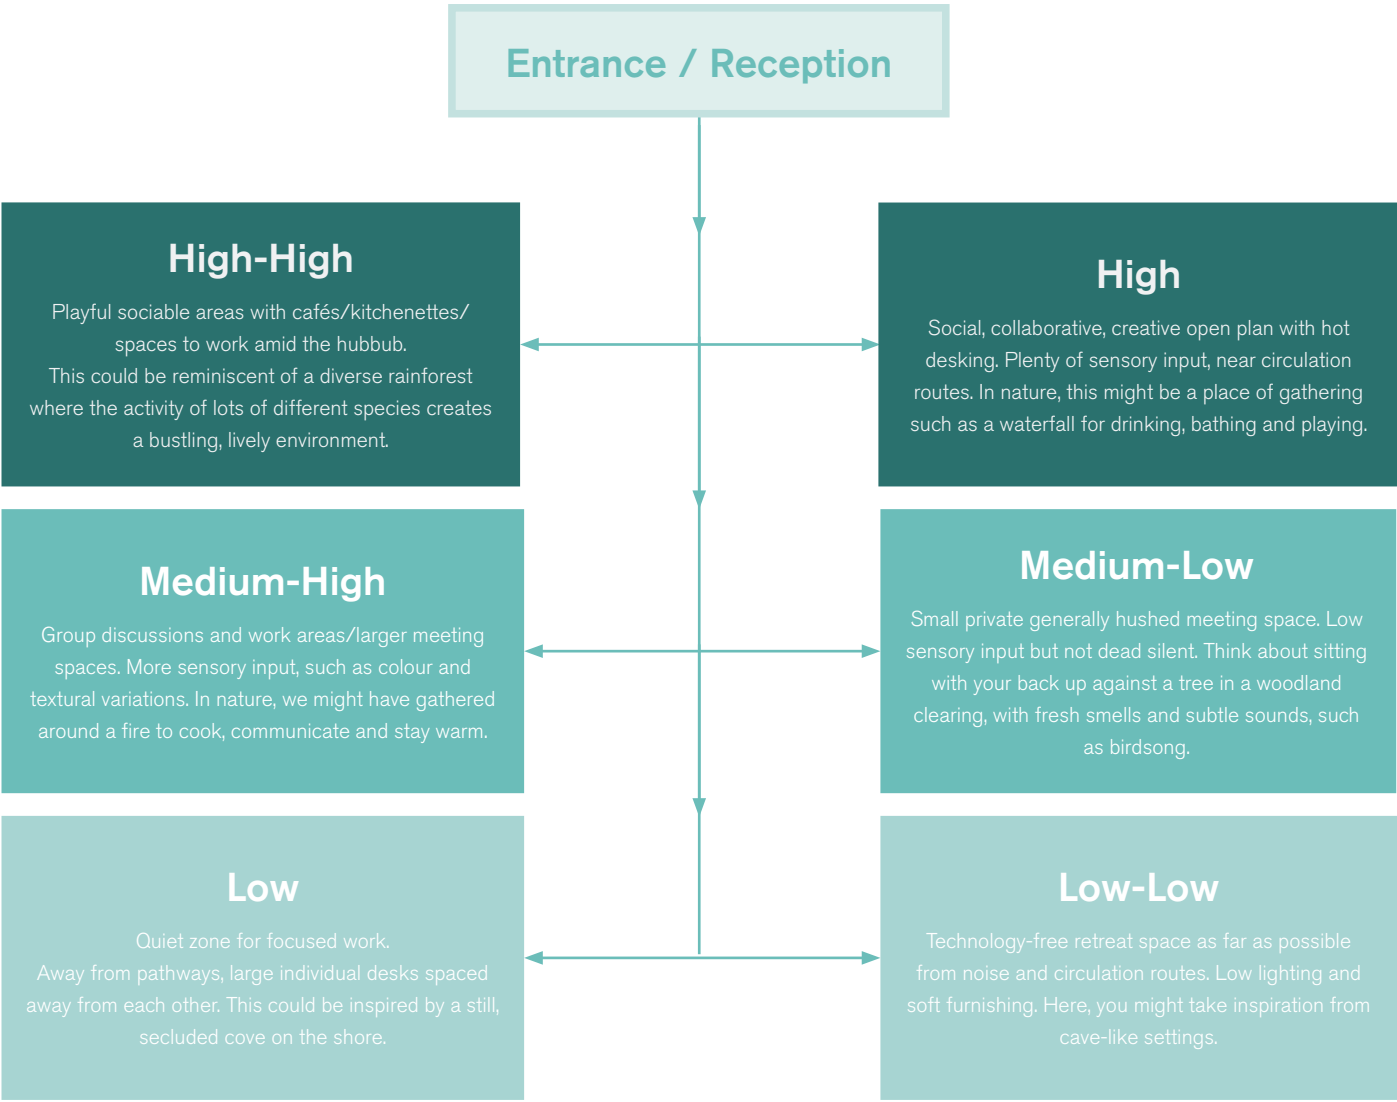 Entrance / Reception
High-High
Playful sociable areas with cafés/kitchenettes/
spaces to work amid the hubbub.
This could be reminiscent of a diverse rainforest
where the activity of lots of different species creates
a bustling, lively environment.
High
Social, collaborative, creative open plan with hot
desking. Plenty of sensory input, near circulation
routes. In nature, this might be a place of gathering
such as a waterfall for drinking, bathing and playing.
Medium-High
Group discussions and work areas/larger meeting
spaces. More sensory input, such as colour and
textural variations. In nature, we might have gathered
around a fire to cook, communicate and stay warm.
Medium-Low
Small private generally hushed meeting space. Low
sensory input but not dead silent. Think about sitting
with your back up against a tree in a woodland
clearing, with fresh smells and subtle sounds, such
as birdsong.
Low
Quiet zone for focused work.
Away from pathways, large individual desks spaced
away from each other. This could be inspired by a still,
secluded cove on the shore.
Low-Low
Technology-free retreat space as far as possible
from noise and circulation routes. Low lighting and
soft furnishing. Here, you might take inspiration from
cave-like settings.